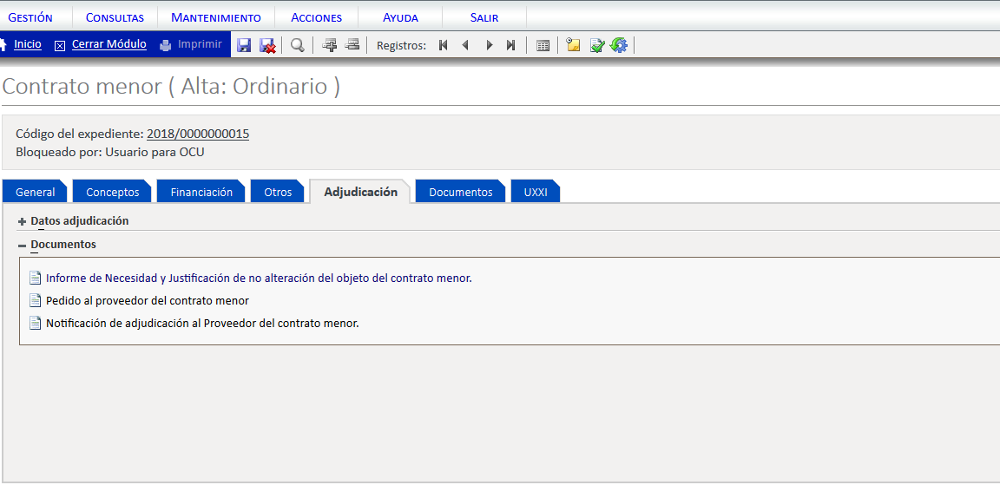 Gestión Consultas Mantenimiento Acciones Ayuda Salir
Inicio Cerrar Módulo Imprimir Registros:
Contrato menor ( Alta: Ordinario )
Código del expediente: 2018/0000000015
Bloqueado por: Usuario para OCU
General Conceptos Financiación Otros Adjudicación Documentos UXXI
Datos adjudicación
Documentos
Informe de Necesidad y Justificación de no alteración del objeto del contrato menor.
Pedido al proveedor del contrato menor
Notificación de adjudicación al Proveedor del contrato menor.